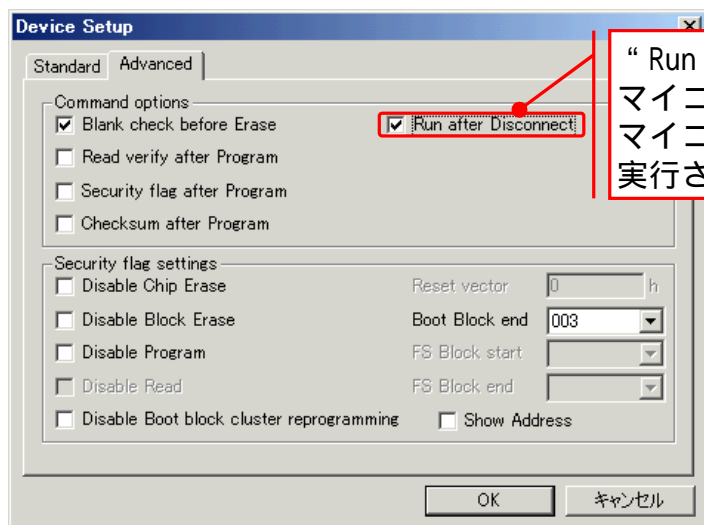 Device Setup
Standard
Advanced
“ Run
マイコ
マイコ
実行さ
Command options
Blank check before Erase
Run after Disconnect
Read verify after Program
Security flag after Program
Checksum after Program
Security flag settings
Disable Chip Erase
Reset vector
0
h
Disable Block Erase
Boot Block end
003
Disable Program
FS Block start
Disable Read
FS Block end
Disable Boot block cluster reprogramming
Show Address
OK
キャンセル